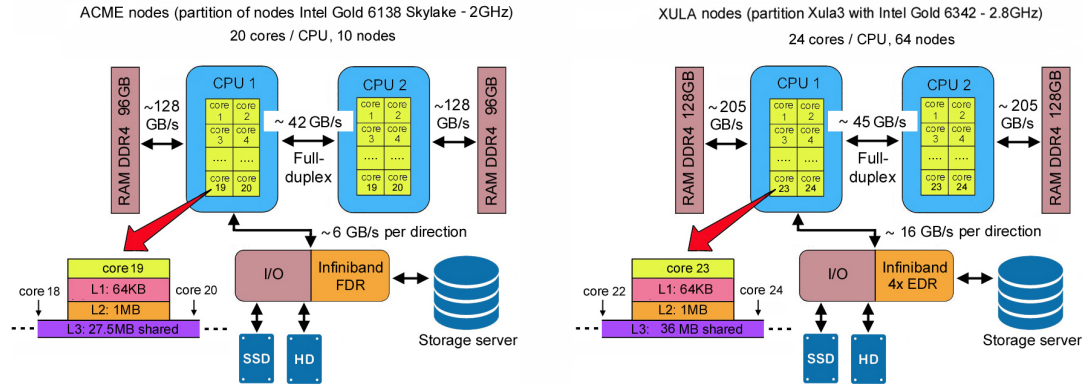 ACME nodes (partition of nodes Intel Gold 6138 Skylake - 2GHz)
20 cores / CPU, 10 nodes
RAM DDR4 96GB
~128
GB/s
CPU 1
core 1
core 2
core 3
core 4
....
....
core 19
core 20
~ 42 GB/s
Full-
duplex
CPU 2
core 1
core 2
core 3
core 4
....
....
core 19
core 20
~128
GB/s
RAM DDR4 96GB
~6 GB/s per direction
I/O
Infiniband
FDR
core 19
L1: 64KB
L2: 1MB
L3: 27.5MB shared
core 18
core 20
SSD
HD
Storage server
XULA nodes (partition Xula3 with Intel Gold 6342 - 2.8GHz)
24 cores / CPU, 64 nodes
RAM DDR4 128GB
~205
GB/s
CPU 1
core 1
core 2
core 3
core 4
....
....
core 23
core 24
~ 45 GB/s
Full-
duplex
CPU 2
core 1
core 2
core 3
core 4
....
....
core 23
core 24
~ 205
GB/s
RAM DDR4 128GB
~ 16 GB/s per direction
I/O
Infiniband
4x EDR
core 23
L1: 64KB
L2: 1MB
L3: 36 MB shared
core 22
core 24
SSD
HD
Storage server